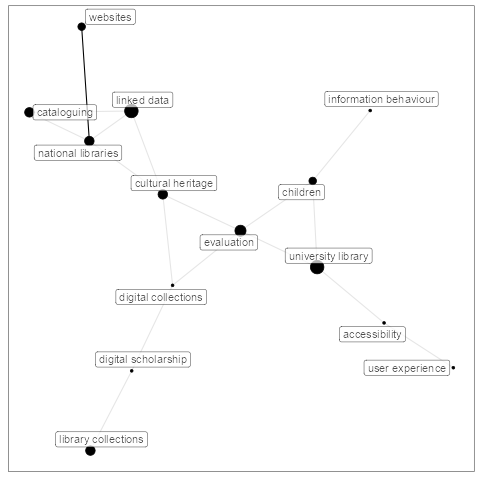 websites
linked data
information behaviour
cataloguing
national libraries
cultural heritage
children
evaluation
university library
digital collections
accessibility
digital scholarship
user experience
library collections